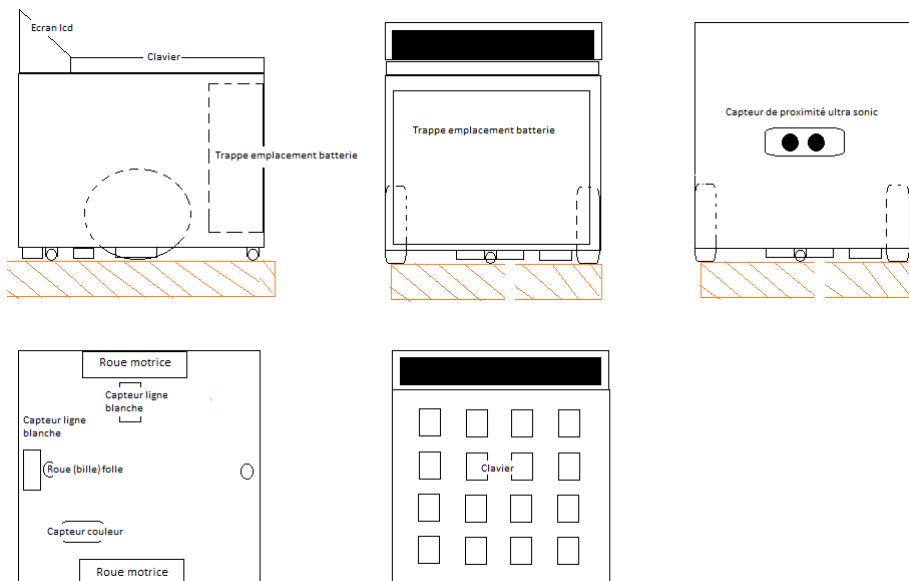 Ecran lcd
Clavier
Trappe emplacement batterie
Trappe emplacement batterie
Capteur de proximité ultra sonic
Roue motrice
Capteur ligne
blanche
Capteur ligne
blanche
Roue (bille) folle
Capteur couleur
Roue motrice
Clavier